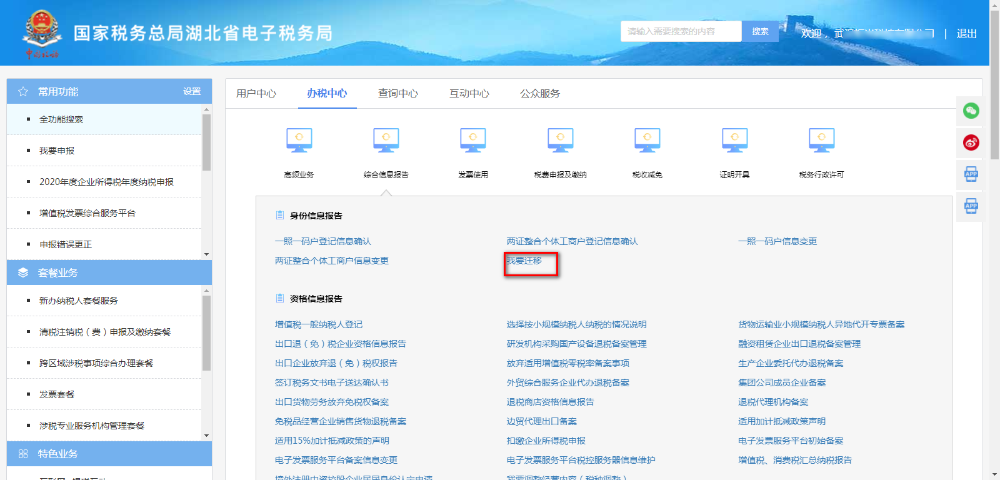 国家税务总局湖北省电子税务局
中国税务
请输入需要搜索的内容 搜索
欢迎， | 退出
常用功能 设置
全功能搜索
我要申报
2020年度企业所得税年度纳税申报
增值税发票综合服务平台
申报错误更正
套餐业务
新办纳税人套餐服务
清税注销税（费）申报及缴纳套餐
跨区域涉税事项综合办理套餐
发票套餐
涉税专业服务机构管理套餐
特色业务
用户中心 办税中心 查询中心 互动中心 公众服务
高频业务 综合信息报告 发票使用 税费申报及缴纳 税收减免 证明开具 税务行政许可
身份信息报告
一照一码户登记信息确认 两证整合个体工商户登记信息确认 一照一码户信息变更
两证整合个体工商户信息变更 我要迁移
资格信息报告
增值税一般纳税人登记 选择按小规模纳税人纳税的情况说明 货物运输业小规模纳税人异地代开专票备案
出口退（免）税企业资格信息报告 研发机构采购国产设备退税备案管理 融资租赁企业出口退税备案管理
出口企业放弃退（免）税权报告 放弃适用增值税零税率备案事项 生产企业委托代办退税备案
签订税务文书电子送达确认书 外贸综合服务企业代办退税备案 集团公司成员企业备案
出口货物劳务放弃免税权备案 退税商店资格信息报告 退税代理机构备案
免税品经营企业销售货物退税备案 边贸代理出口备案 适用加计抵减政策声明
适用15%加计抵减政策的声明 扣缴企业所得税申报 电子发票服务平台初始备案
电子发票服务平台备案信息变更 电子发票服务平台税控服务器信息维护 增值税、消费税汇总纳税报告
境外注册中资控股企业居民身份认定申请 我要调整经营内容（税种调整）
APP
APP